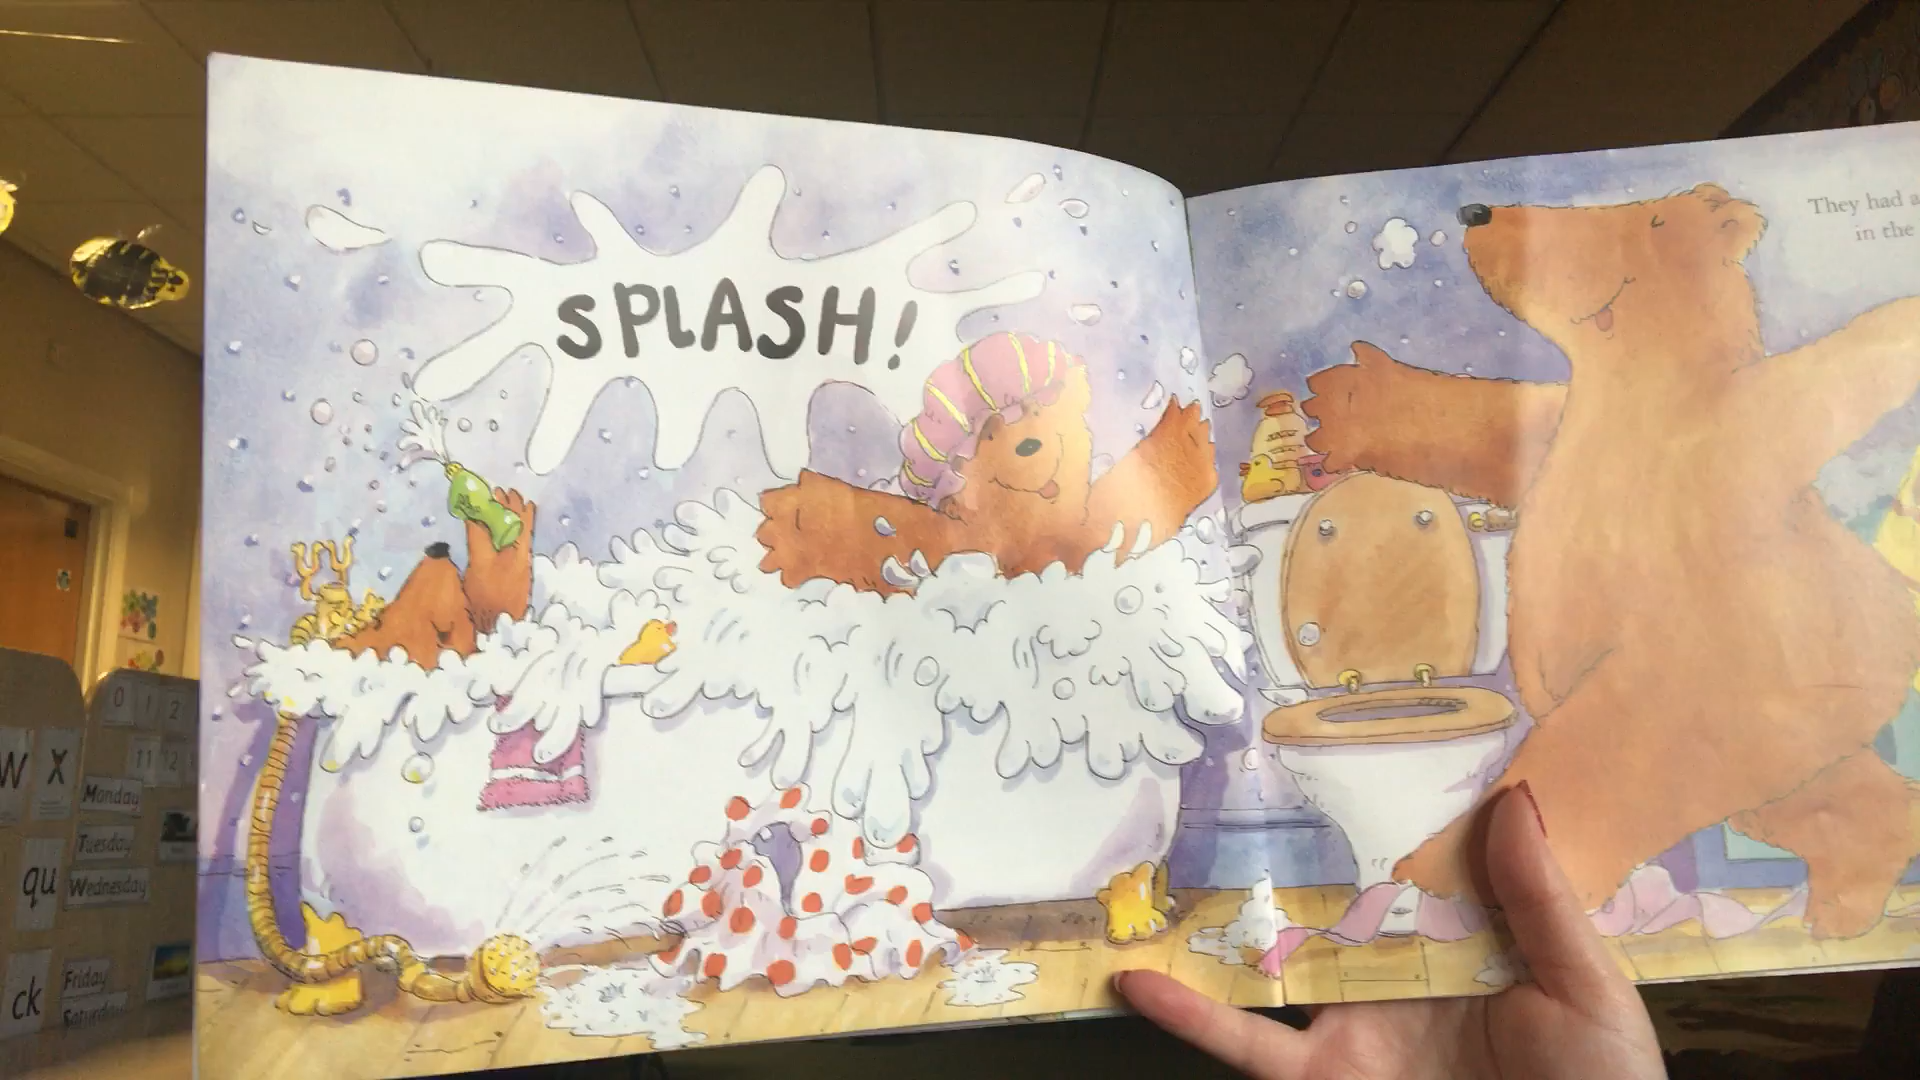 SPLASH!
They had a
in the
0 1 2
11 12
W X
Monday
Tuesday
qu
Wednesday
ck
Friday
Saturday